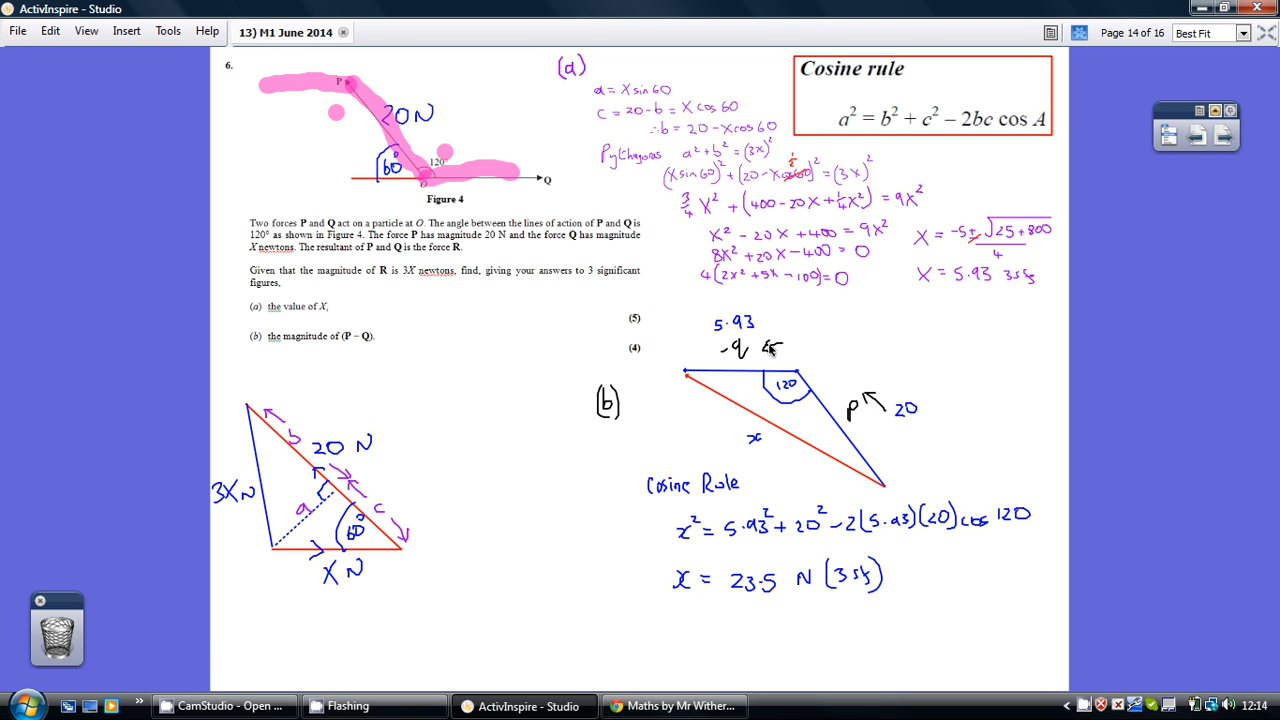 ActivInspire - Studio
File Edit View Insert Tools Help
13) M1 June 2014
Page 14 of 16
Best Fit
6.
P
20N
60°
120°
O
Q
Figure 4
Two forces P and Q act on a particle at O. The angle between the lines of action of P and Q is
120° as shown in Figure 4. The force P has magnitude 20 N and the force Q has magnitude
X newtons. The resultant of P and Q is the force R.
Given that the magnitude of R is 3X newtons, find, giving your answers to 3 significant
figures,
(a) the value of X,
(5)
(b) the magnitude of (P – Q).
(4)
b
20 N
3X N
a
c
60°
X N
(a)
a = X sin 60
c = 20 - b = X cos 60
∴ b = 20 - X cos 60
Pythagoras a² + b² = (3X)²
(X sin 60)² + (20 - X cos60)² = (3X)²
1/2
3/4 X² + (400 - 20X + 1/4 X²) = 9X²
X² - 20X + 400 = 9X²
8X² + 20X - 400 = 0
4(2X² + 5X - 100) = 0
X = -5 ± √25 + 800
4
X = 5.93 3sf
Cosine rule
a² = b² + c² – 2bc cos A
(b)
5.93
-q
120
p
20
x
Cosine Rule
x² = 5.93² + 20² - 2(5.93)(20) cos 120
x = 23.5 N (3sf)
CamStudio - Open ...
Flashing
ActivInspire - Studio
Maths by Mr Wither...
12:14